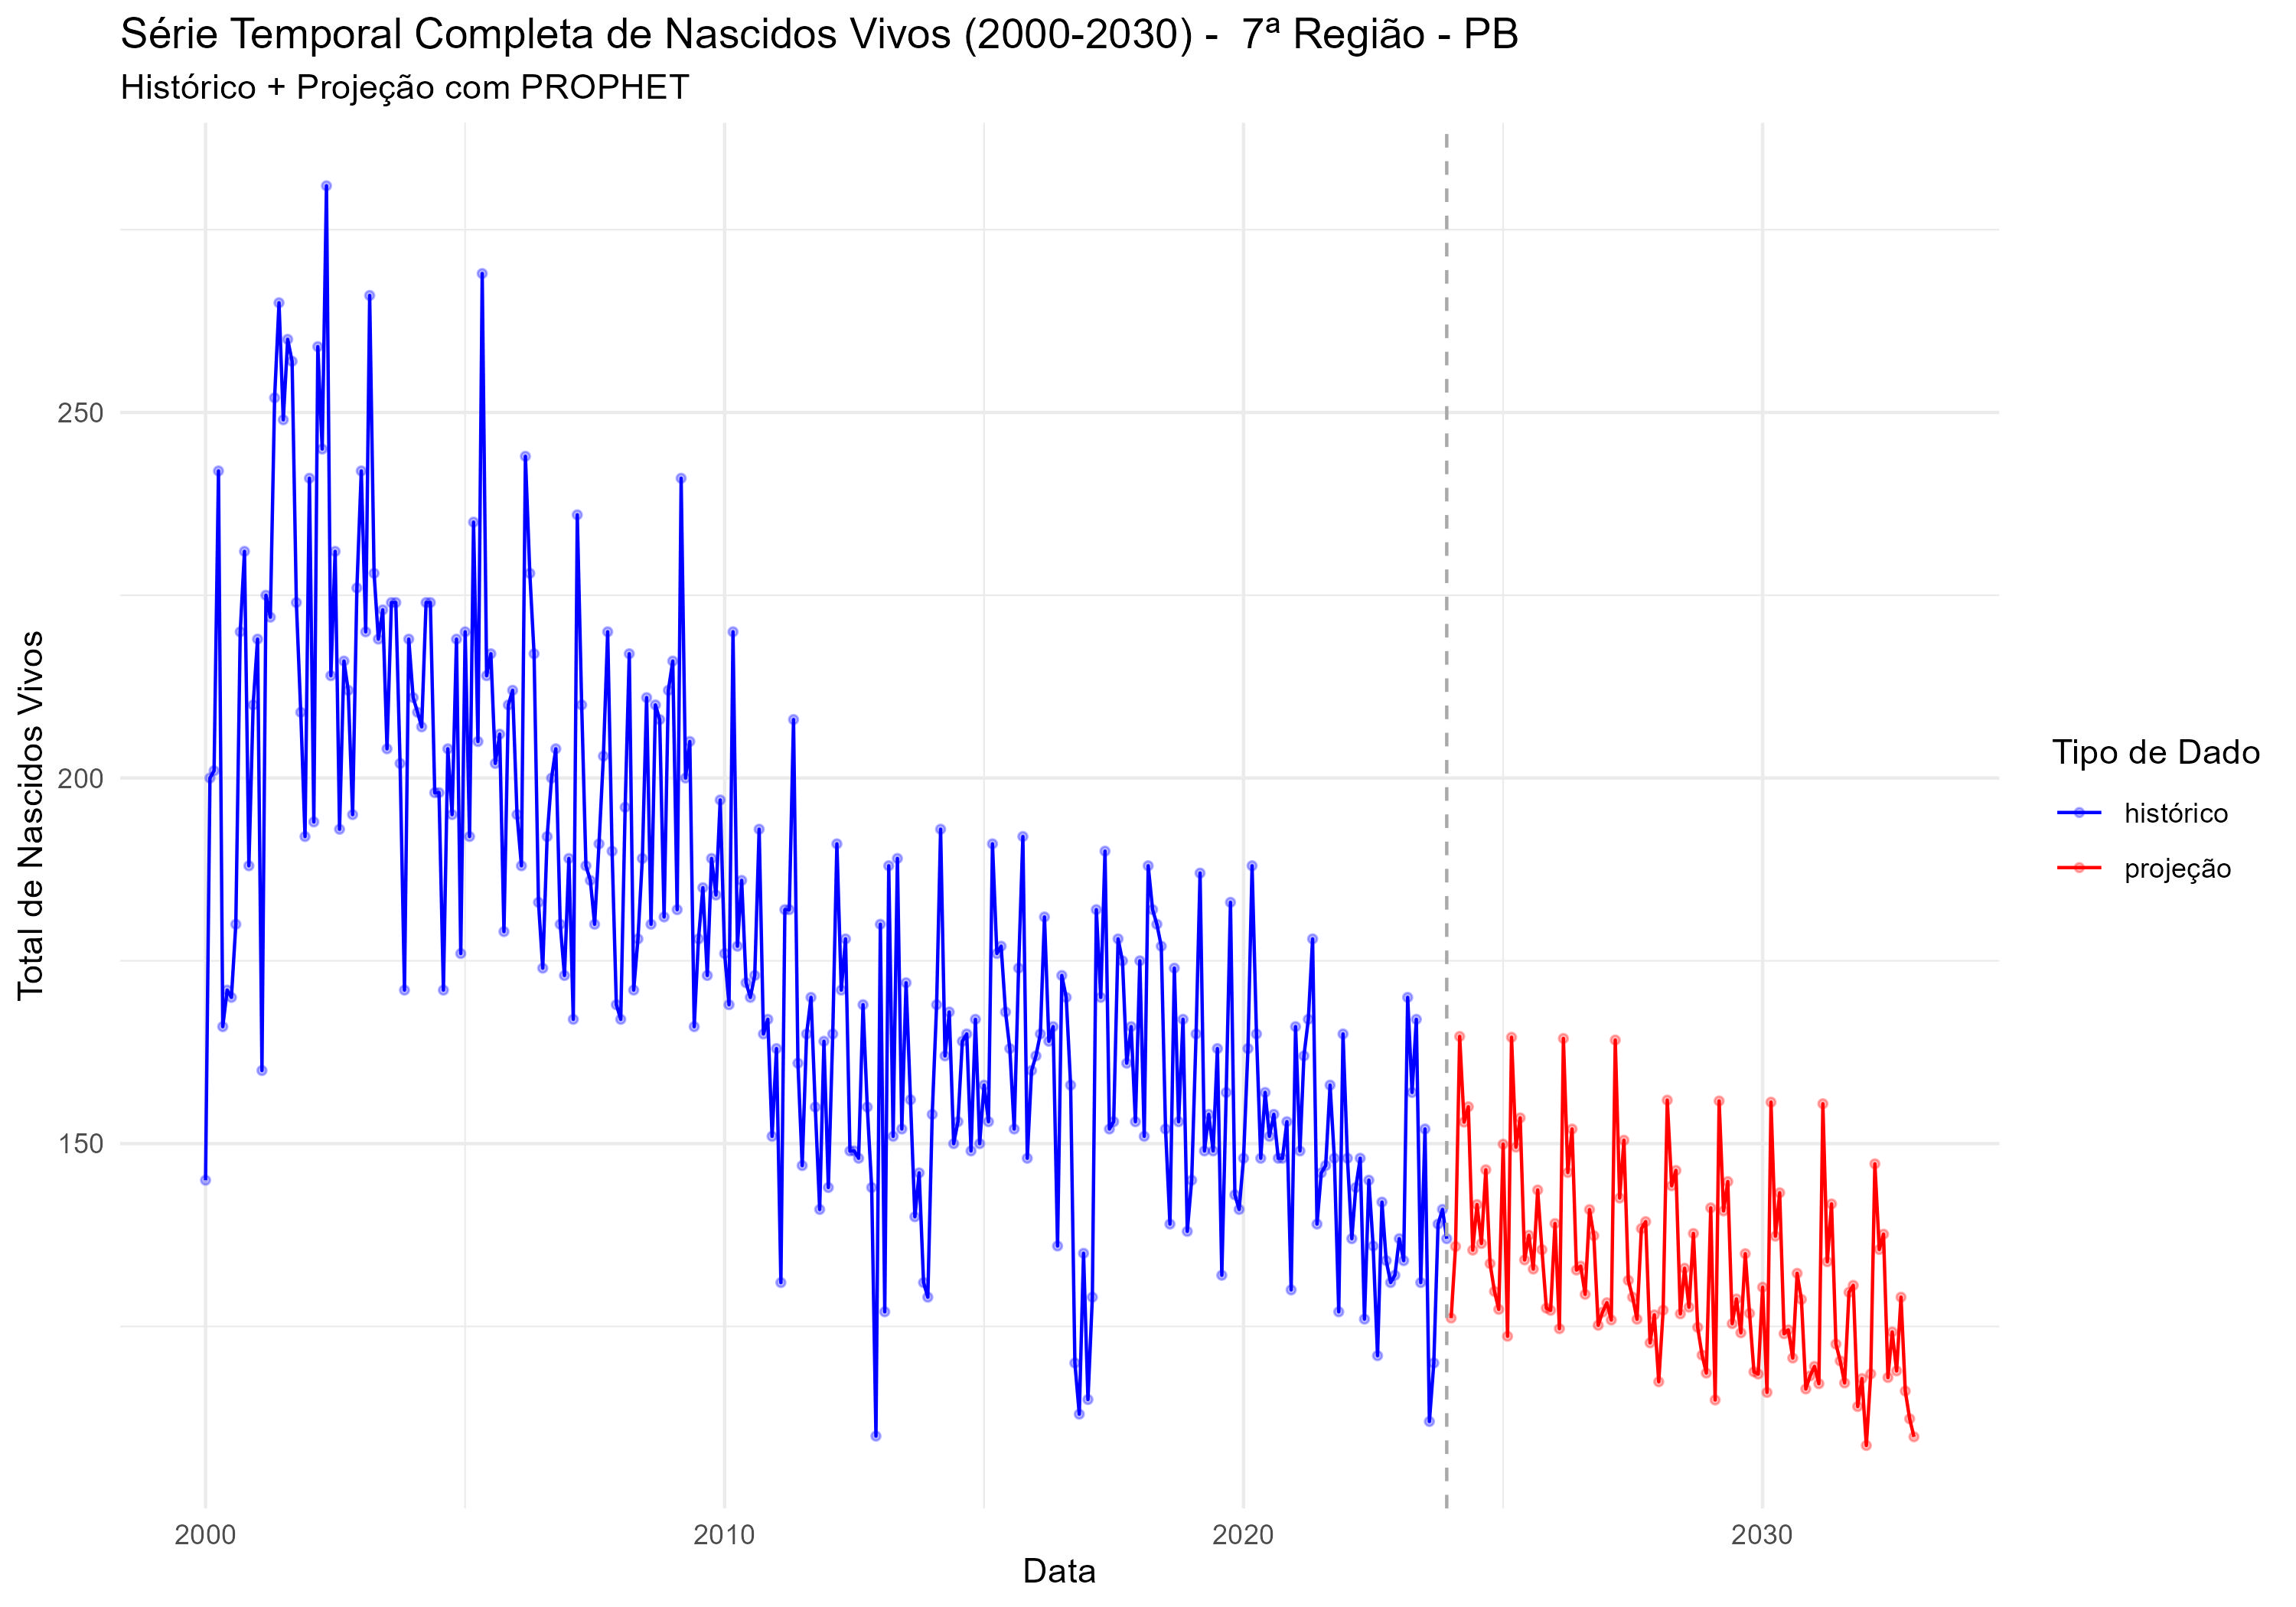 Série Temporal Completa de Nascidos Vivos (2000-2030) -  7ª Região - PB
Histórico + Projeção com PROPHET
Total de Nascidos Vivos
250
200
150
2000
2010
2020
2030
Data
Tipo de Dado
histórico
projeção